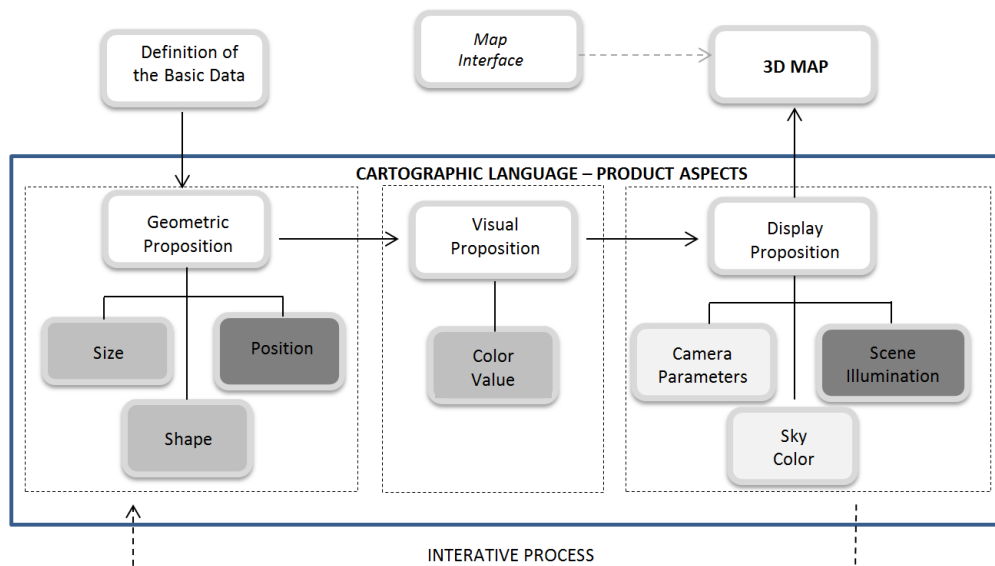 Definition of
the Basic Data
Map
Interface
3D MAP
CARTOGRAPHIC LANGUAGE – PRODUCT ASPECTS
Geometric
Proposition
Visual
Proposition
Display
Proposition
Size
Position
Shape
Color
Value
Camera
Parameters
Scene
Illumination
Sky
Color
INTERATIVE PROCESS